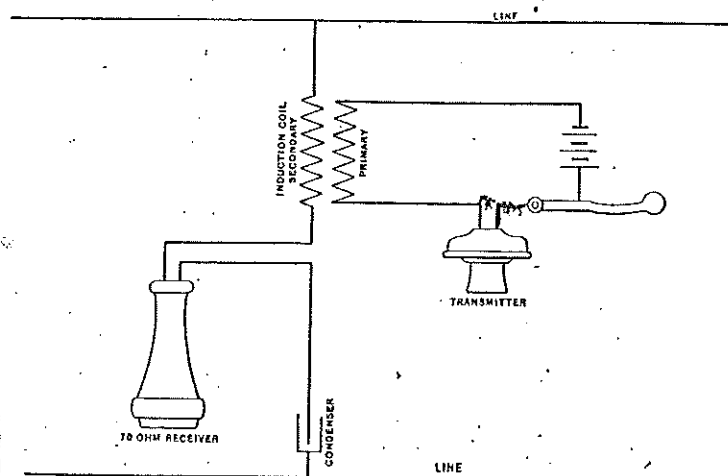 LINE
INDUCTION COIL
SECONDARY
PRIMARY
TRANSMITTER
70 OHM RECEIVER
CONDENSER
LINE